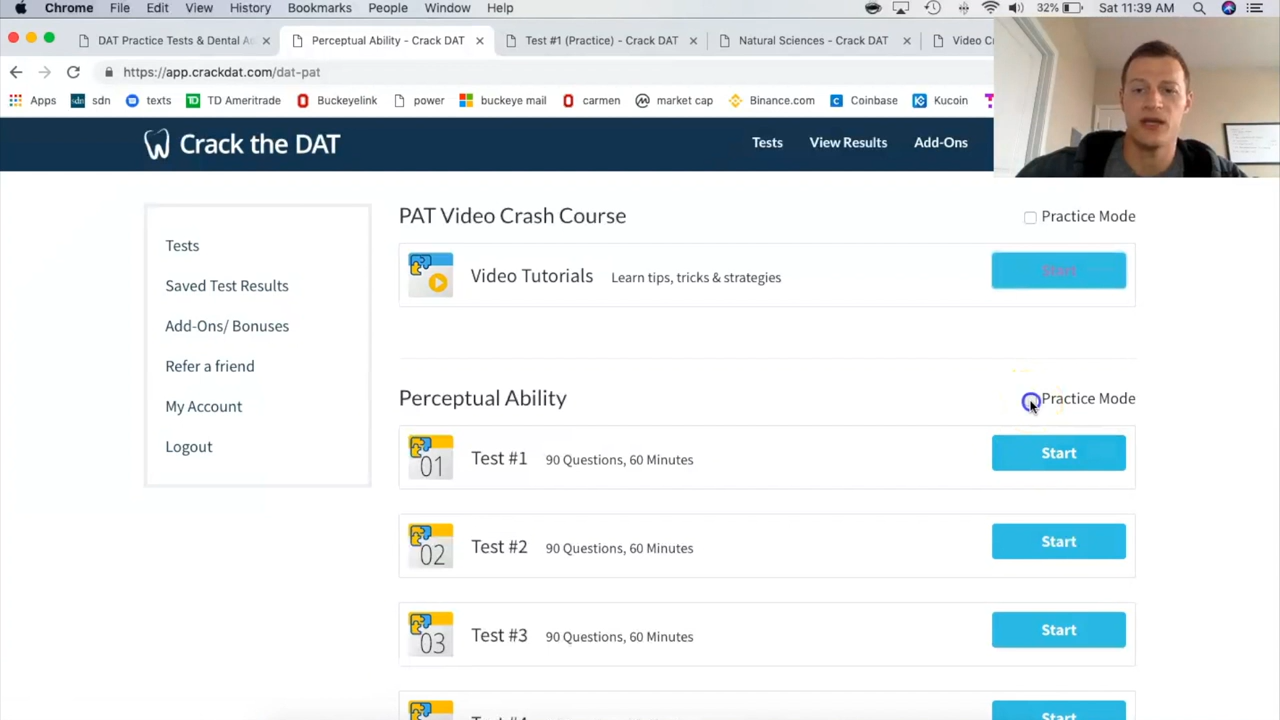 Chrome File Edit View History Bookmarks People Window Help 32% Sat 11:39 AM
DAT Practice Tests & Dental Ad × Perceptual Ability - Crack DAT × Test #1 (Practice) - Crack DAT × Natural Sciences - Crack DAT × Video C
https://app.crackdat.com/dat-pat
Apps sdn texts TD Ameritrade Buckeyelink power buckeye mail carmen market cap Binance.com Coinbase Kucoin
Crack the DAT Tests View Results Add-Ons
Tests
Saved Test Results
Add-Ons/ Bonuses
Refer a friend
My Account
Logout
PAT Video Crash Course Practice Mode
Video Tutorials Learn tips, tricks & strategies Start
Perceptual Ability Practice Mode
01 Test #1 90 Questions, 60 Minutes Start
02 Test #2 90 Questions, 60 Minutes Start
03 Test #3 90 Questions, 60 Minutes Start